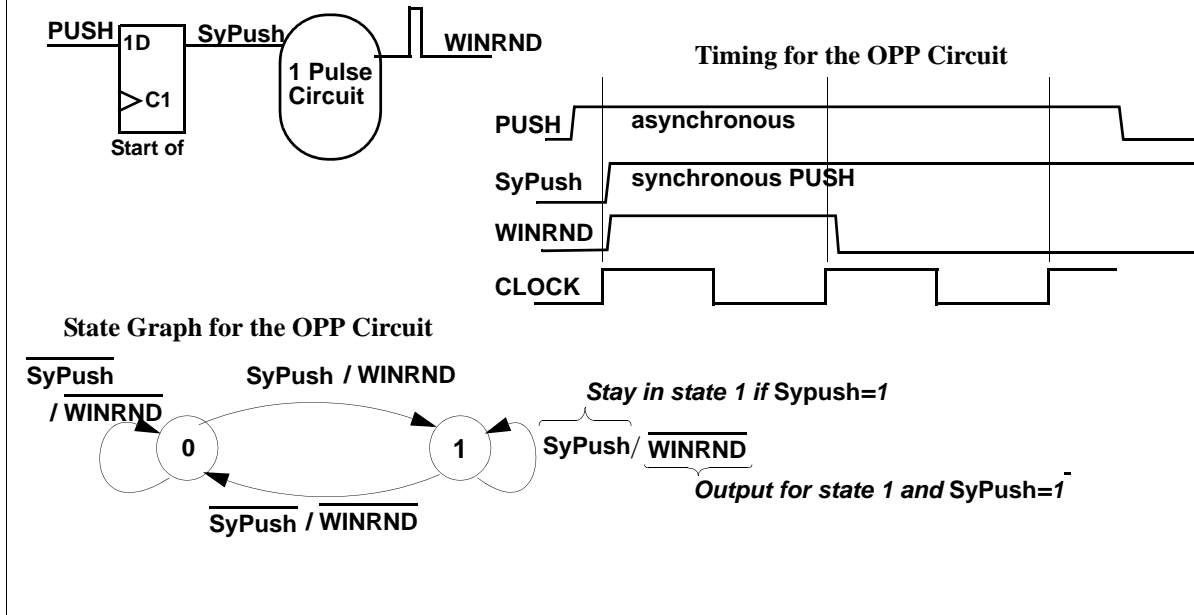 PUSH
1D
SyPush
WINRND
1 Pulse
Circuit
C1
Start of
Timing for the OPP Circuit
PUSH
asynchronous
SyPush
synchronous PUSH
WINRND
CLOCK
State Graph for the OPP Circuit
SyPush
/ WINRND
SyPush / WINRND
Stay in state 1 if Sypush=1
0
1
SyPush/ WINRND
Output for state 1 and SyPush=1
SyPush / WINRND